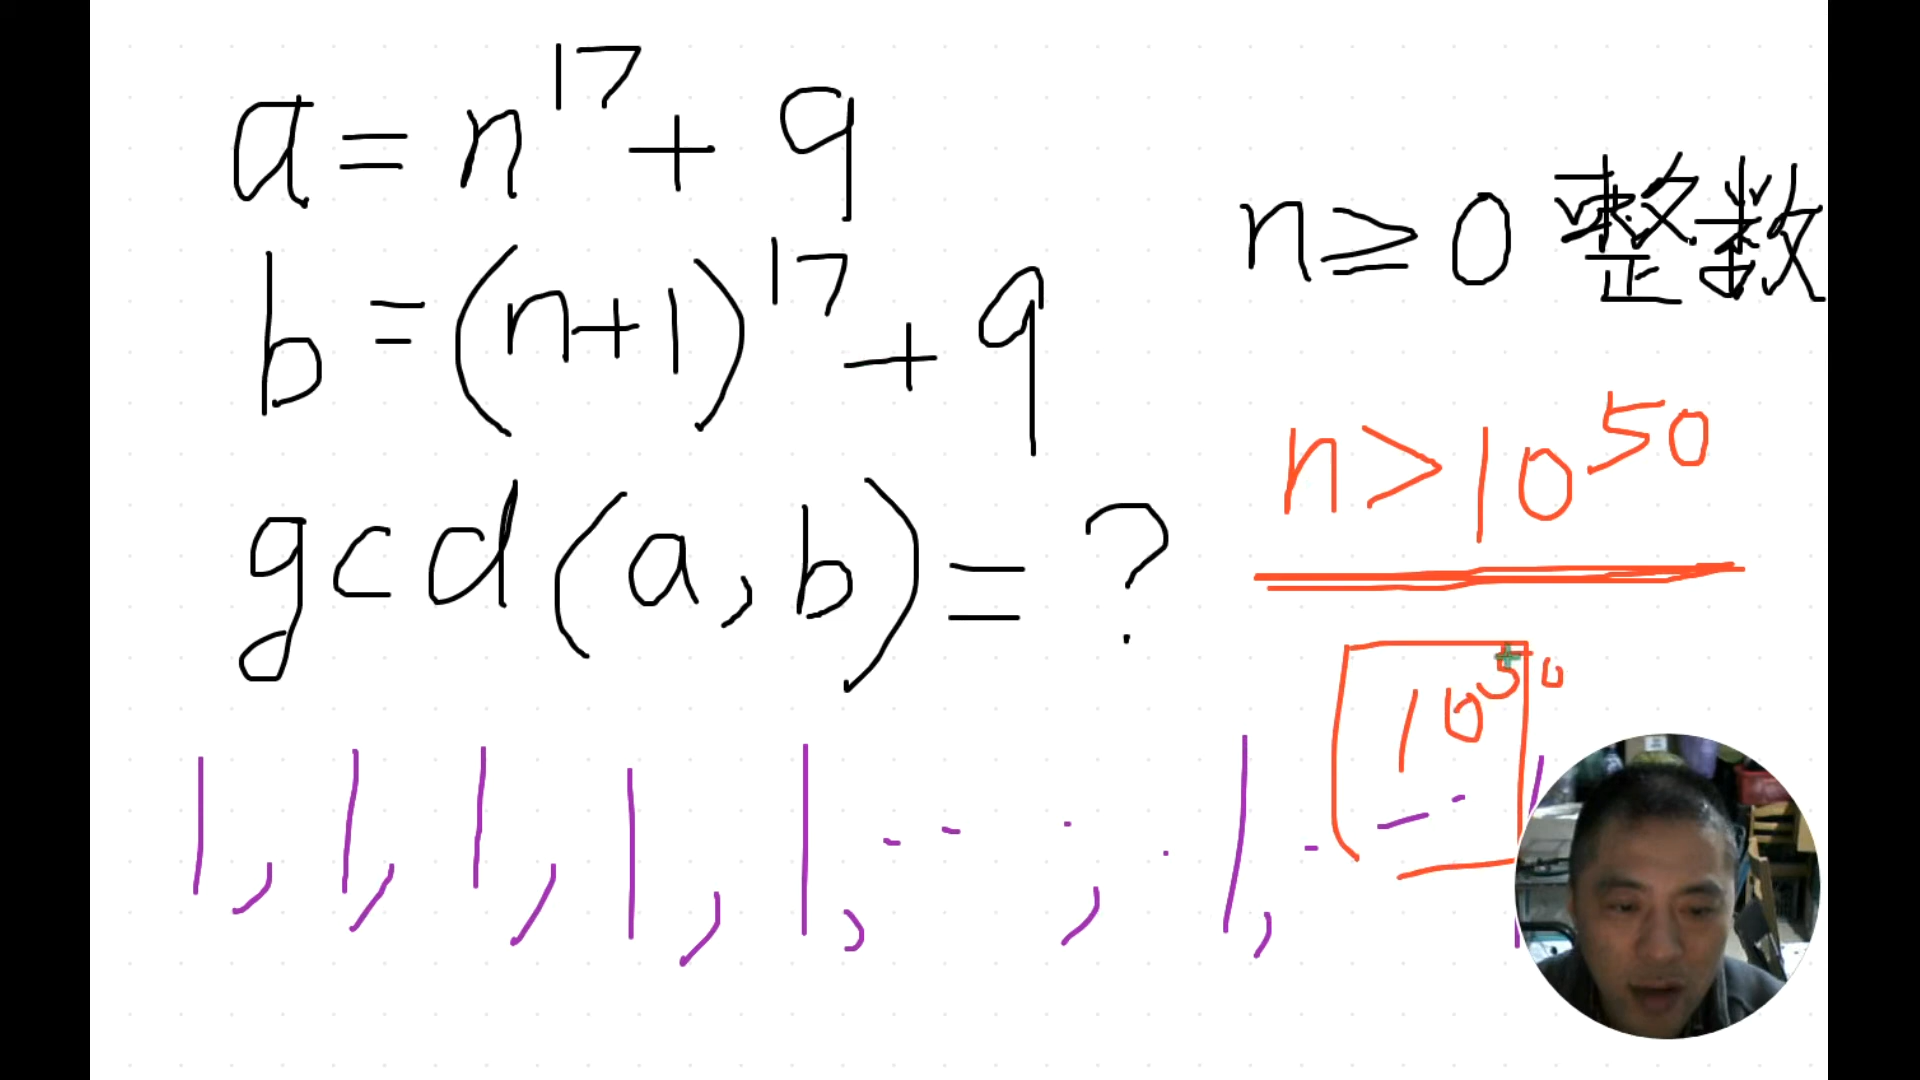 a = n^17 + 9
n ≥ 0 整数
b = (n+1)^17 + 9
n > 10^50
gcd(a, b) = ?
10^50
1, 1, 1, 1, 1, ... , . 1, ... 1